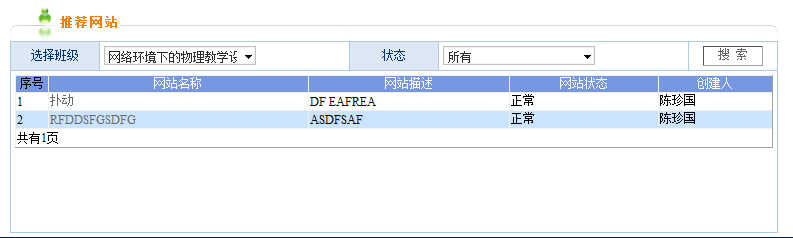 推荐网站
选择班级 网络环境下的物理教学设 状态 所有 搜 索
序号 网站名称 网站描述 网站状态 创建人
1 扑动 DF EAFREA 正常 陈珍国
2 RFDDSFGSDFG ASDFSAF 正常 陈珍国
共有1页